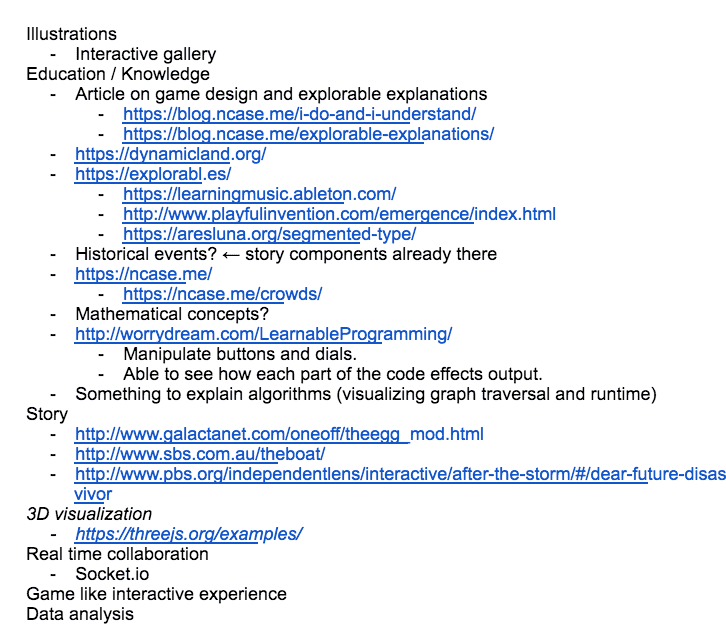 Illustrations
- Interactive gallery
Education / Knowledge
- Article on game design and explorable explanations
- https://blog.ncase.me/i-do-and-i-understand/
- https://blog.ncase.me/explorable-explanations/
- https://dynamicland.org/
- https://explorabl.es/
- https://learningmusic.ableton.com/
- http://www.playfulinvention.com/emergence/index.html
- https://aresluna.org/segmented-type/
- Historical events? ← story components already there
- https://ncase.me/
- https://ncase.me/crowds/
- Mathematical concepts?
- http://worrydream.com/LearnableProgramming/
- Manipulate buttons and dials.
- Able to see how each part of the code effects output.
- Something to explain algorithms (visualizing graph traversal and runtime)
Story
- http://www.galactanet.com/oneoff/theegg_mod.html
- http://www.sbs.com.au/theboat/
- http://www.pbs.org/independentlens/interactive/after-the-storm/#/dear-future-disas
vivor
3D visualization
- https://threejs.org/examples/
Real time collaboration
- Socket.io
Game like interactive experience
Data analysis